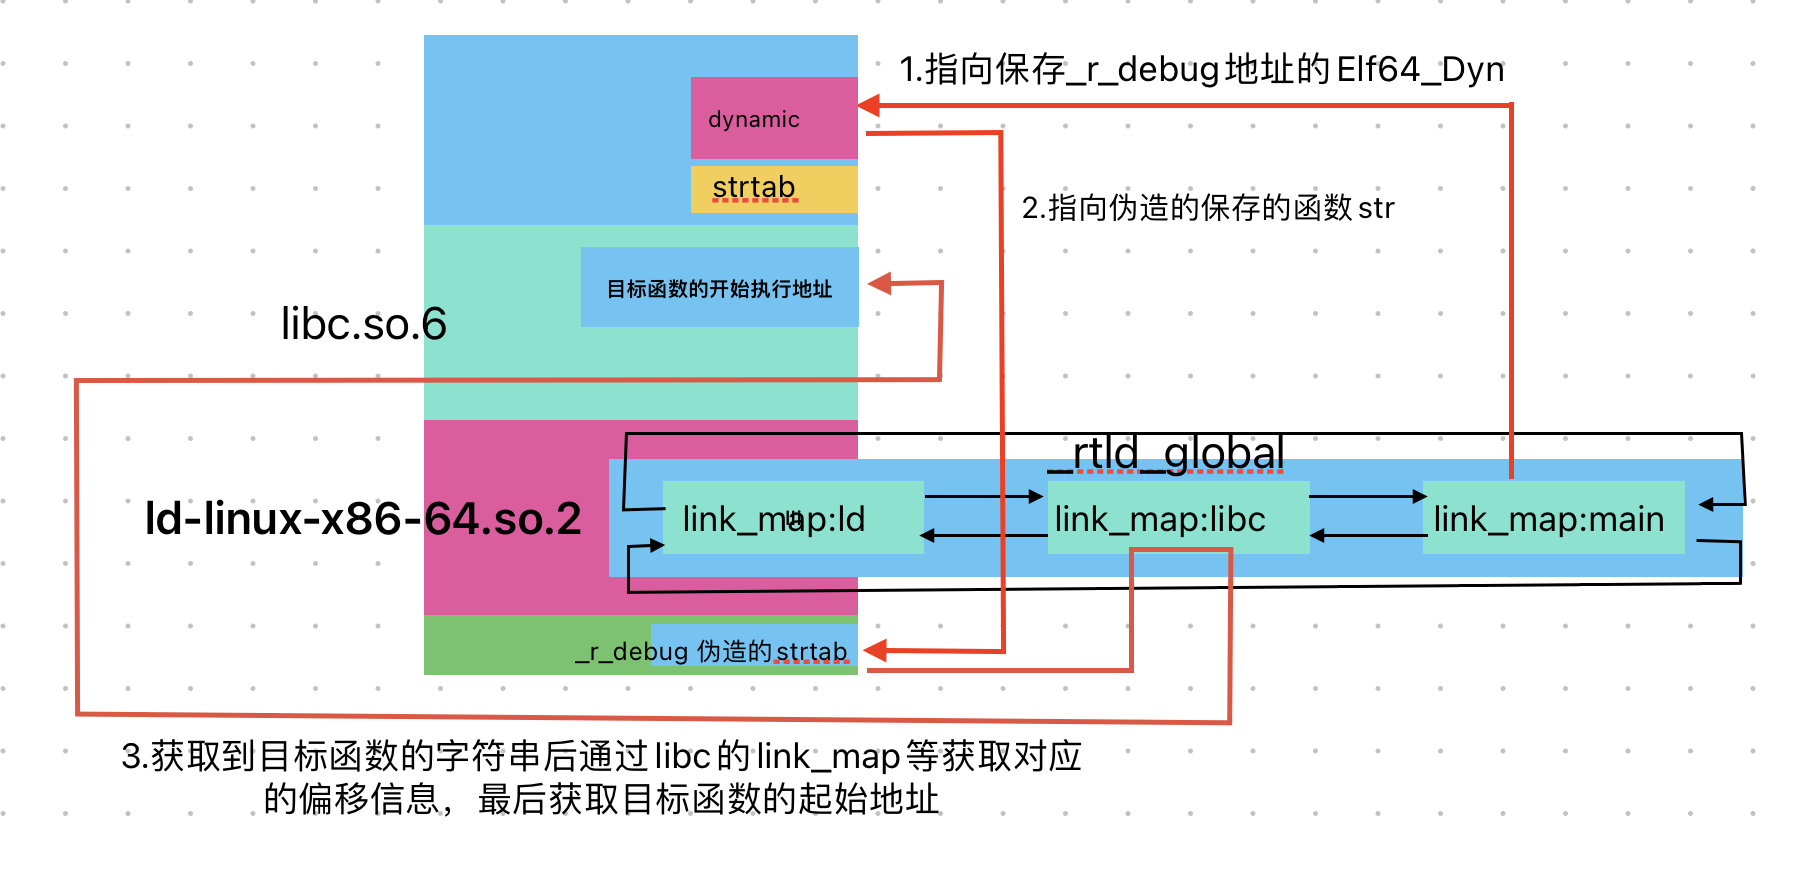 1.指向保存_r_debug地址的Elf64_Dyn
dynamic
strtab
2.指向伪造的保存的函数str
目标函数的开始执行地址
libc.so.6
_rtld_global
ld-linux-x86-64.so.2
link_map:ld
link_map:libc
link_map:main
_r_debug 伪造的strtab
3.获取到目标函数的字符串后通过libc的link_map等获取对应
的偏移信息，最后获取目标函数的起始地址